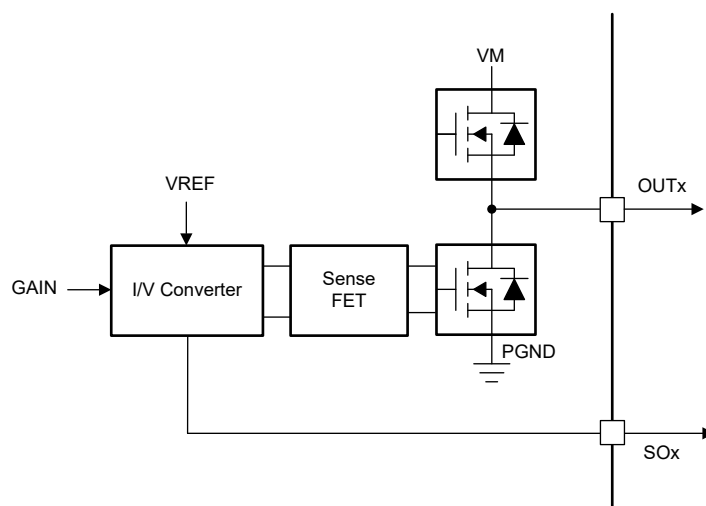 VM
VREF
OUTx
GAIN
I/V Converter
Sense
FET
PGND
SOx